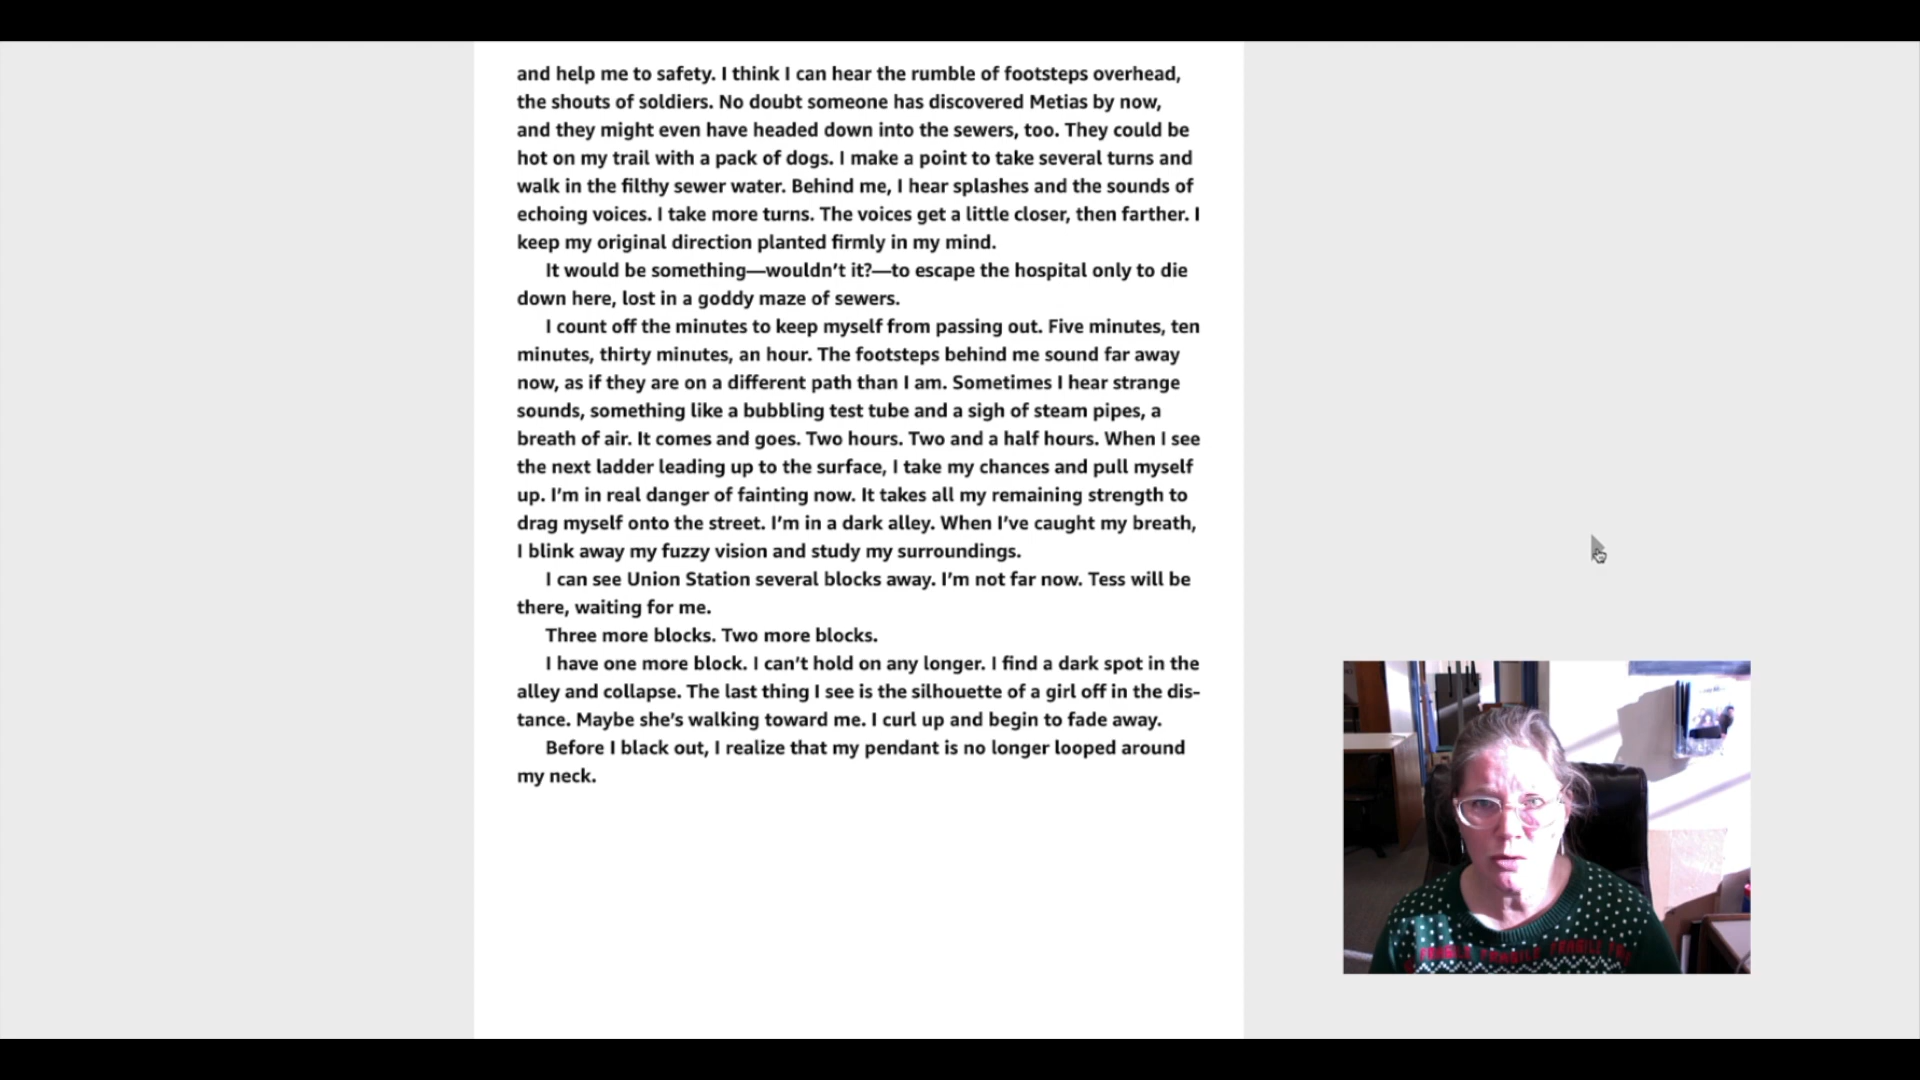 and help me to safety. I think I can hear the rumble of footsteps overhead,
the shouts of soldiers. No doubt someone has discovered Metias by now,
and they might even have headed down into the sewers, too. They could be
hot on my trail with a pack of dogs. I make a point to take several turns and
walk in the filthy sewer water. Behind me, I hear splashes and the sounds of
echoing voices. I take more turns. The voices get a little closer, then farther. I
keep my original direction planted firmly in my mind.
It would be something—wouldn’t it?—to escape the hospital only to die
down here, lost in a goddy maze of sewers.
I count off the minutes to keep myself from passing out. Five minutes, ten
minutes, thirty minutes, an hour. The footsteps behind me sound far away
now, as if they are on a different path than I am. Sometimes I hear strange
sounds, something like a bubbling test tube and a sigh of steam pipes, a
breath of air. It comes and goes. Two hours. Two and a half hours. When I see
the next ladder leading up to the surface, I take my chances and pull myself
up. I’m in real danger of fainting now. It takes all my remaining strength to
drag myself onto the street. I’m in a dark alley. When I’ve caught my breath,
I blink away my fuzzy vision and study my surroundings.
I can see Union Station several blocks away. I’m not far now. Tess will be
there, waiting for me.
Three more blocks. Two more blocks.
I have one more block. I can’t hold on any longer. I find a dark spot in the
alley and collapse. The last thing I see is the silhouette of a girl off in the dis-
tance. Maybe she’s walking toward me. I curl up and begin to fade away.
Before I black out, I realize that my pendant is no longer looped around
my neck.
FRAGILE FRAGILE